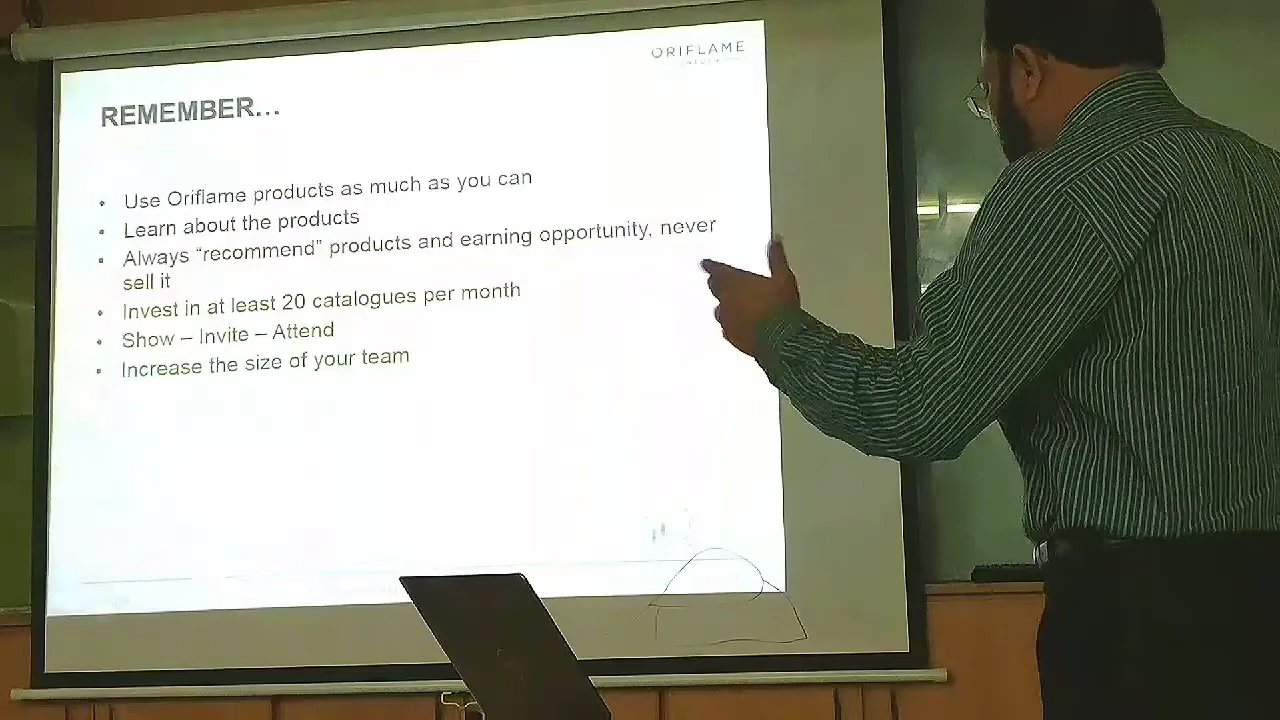 ORIFLAME
REMEMBER...
• Use Oriflame products as much as you can
• Learn about the products
• Always “recommend” products and earning opportunity, never
sell it
• Invest in at least 20 catalogues per month
• Show – Invite – Attend
• Increase the size of your team